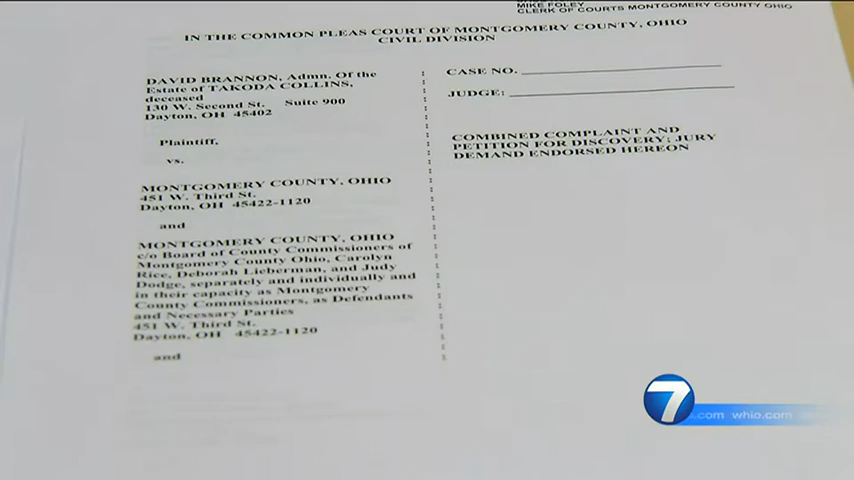 MIKE FOLEY
CLERK OF COURTS MONTGOMERY COUNTY OHIO
IN THE COMMON PLEAS COURT OF MONTGOMERY COUNTY, OHIO
CIVIL DIVISION
DAVID BRANNON, Admn. Of the
Estate of TAKODA COLLINS,
deceased
130 W. Second St. Suite 900
Dayton, OH 45402
Plaintiff,
vs.
MONTGOMERY COUNTY, OHIO
451 W. Third St.
Dayton, OH 45422-1120
and
MONTGOMERY COUNTY, OHIO
c/o Board of County Commissioners of
Montgomery County Ohio, Carolyn
Rice, Deborah Lieberman, and Judy
Dodge, separately and individually and
in their capacity as Montgomery
County Commissioners, as Defendants
and Necessary Parties
451 W. Third St.
Dayton, OH 45422-1120
and
CASE NO.
JUDGE:
COMBINED COMPLAINT AND
PETITION FOR DISCOVERY; JURY
DEMAND ENDORSED HEREON
7
.com whio.com